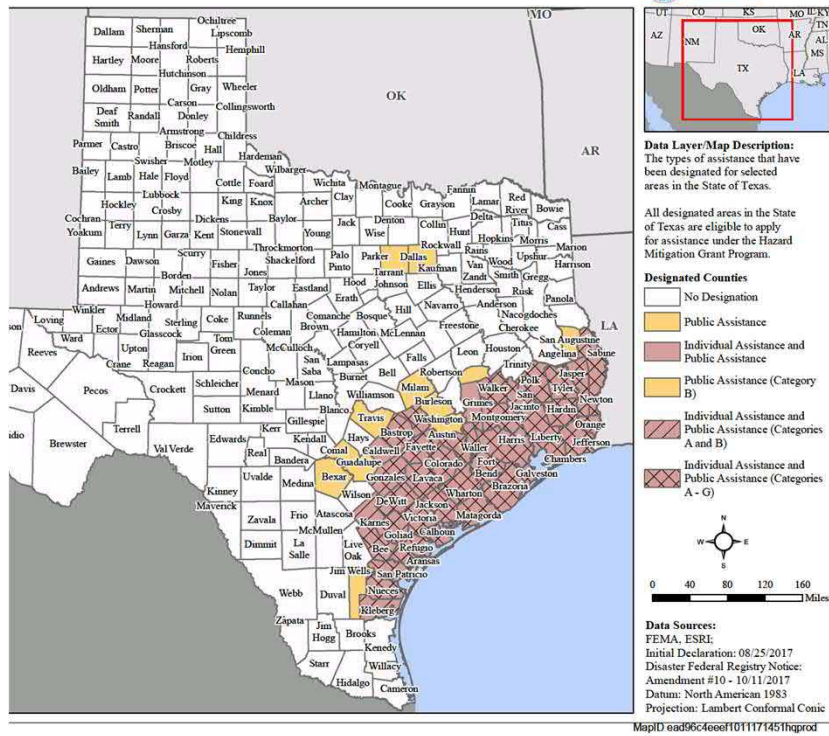 MO
OK
AR
LA
Ochiltree
Dallam Sherman Lipscomb
Hansford
Hemphill
Hartley Moore Roberts
Hutchinson
Oldham Potter Gray Wheeler
Carson
Deaf Smith Randall Donley Collingsworth
Armstrong Childress
Parmer Castro Briscoe Hall
Swisher Motley Hardeman
Bailey Lamb Hale Floyd Cottle Foard Wilbarger
Wichita Montague Fannin Red River
Lubbock
Hockley King Knox Archer Clay Cooke Grayson Lamar Bowie
Crosby Delta Titus
Cochran Dickens Baylor Jack Denton Collin Hunt Cass
Yoakum Terry Lynn Garza Kent Stonewall Young Wise Hopkins Morris
Throckmorton Rockwall Rains Marion
Scurry Shackelford Palo Pinto Parker Dallas Wood Upshur
Gaines Dawson Fisher Kaufman Van Zandt Smith Gregg Harrison
Borden Jones Tarrant
Andrews Martin Mitchell Nolan Taylor Eastland Hood Johnson Ellis Henderson Rusk
Howard Callahan Erath Panola
Winkler Midland Coke Runnels Comanche Bosque Navarro Anderson
Loving Ector Sterling Brown Hill Nacogdoches
Ward Glasscock Coleman Hamilton McLennan Freestone Cherokee
Reeves Upton Tom Green McCulloch Coryell San Augustine
Crane Reagan Irion Lampasas Falls Leon Houston Angelina Sabine
Concho San Saba Trinity
Davis Pecos Crockett Schleicher Menard Mason Burnet Bell Robertson Polk Jasper
Llano Milam Walker San Jacinto Tyler
Sutton Kimble Blanco Williamson Burleson Grimes Newton
Terrell Gillespie Travis Washington Montgomery Hardin
Brewster Val Verde Edwards Kerr Kendall Hays Bastrop Austin Harris Liberty Orange
dio Real Comal Caldwell Fayette Waller Jefferson
Bandera Guadalupe Colorado Fort Bend Chambers
Kinney Uvalde Medina Bexar Gonzales Lavaca Galveston
Maverick Wilson Wharton Brazoria
Zavala Frio Atascosa DeWitt Jackson
McMullen Karnes Victoria Matagorda
Dimmit La Salle Live Oak Goliad Calhoun
Bee Refugio
Jim Wells Aransas
Webb Duval San Patricio
Nueces
Zapata Kleberg
Jim Hogg Brooks
Kenedy
Starr Willacy
Hidalgo Cameron
UT CO KS MO IL KY
TN
AZ NM OK AR
AL
MS
TX LA
Data Layer/Map Description:
The types of assistance that have
been designated for selected
areas in the State of Texas.
All designated areas in the State
of Texas are eligible to apply
for assistance under the Hazard
Mitigation Grant Program.
Designated Counties
No Designation
Public Assistance
Individual Assistance and
Public Assistance
Public Assistance (Category
B)
Individual Assistance and
Public Assistance (Categories
A and B)
Individual Assistance and
Public Assistance (Categories
A - G)
N
W E
S
0 40 80 120 160
Miles
Data Sources:
FEMA, ESRI;
Initial Declaration: 08/25/2017
Disaster Federal Registry Notice:
Amendment #10 - 10/11/2017
Datum: North American 1983
Projection: Lambert Conformal Conic
MapID ead96c4eeef1011171451hqprod